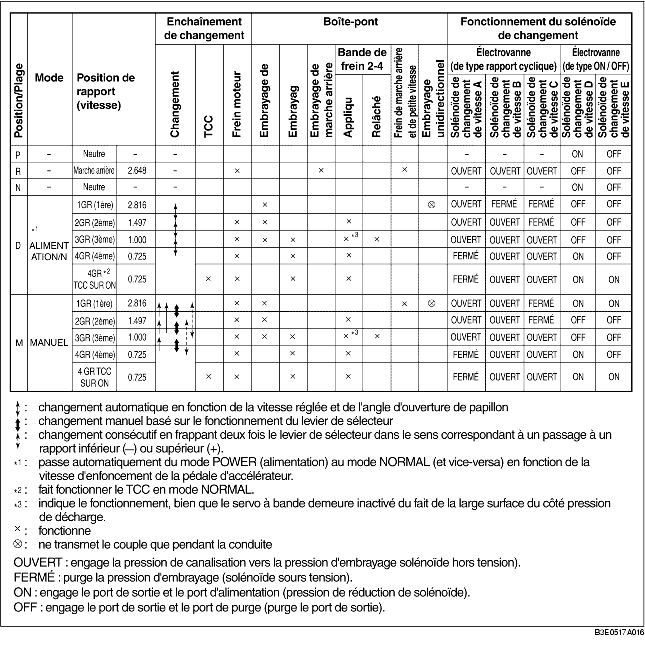 Enchaînement de changement | Boîte-pont | Fonctionnement du solénoïde de changement
Position/Plage | Mode | Position de rapport (vitesse) | Changement | TCC | Frein moteur | Embrayage de | Embrayag | Embrayage de marche arrière | Bande de frein 2-4 | Appliqu | Relâché | Frein de marche arrière et de petite vitesse | Embrayage unidirectionnel | Électrovanne (de type rapport cyclique) | Solénoïde de changement de vitesse A | Solénoïde de changement de vitesse B | Solénoïde de changement de vitesse C | Électrovanne (de type ON / OFF) | Solénoïde de changement de vitesse D | Solénoïde de changement de vitesse E
P – Neutre – – – – – ON OFF
R – Marche arrière 2.648 – × × × OUVERT OUVERT OUVERT OFF OFF
N – Neutre – – – – – ON OFF
D *1 ALIMENT ATION/N
1GR (1ère) 2.816 × ⊗ OUVERT FERMÉ FERMÉ OFF OFF
2GR (2ème) 1.497 × × × OUVERT OUVERT FERMÉ OFF OFF
3GR (3ème) 1.000 × × × ×*3 × OUVERT OUVERT OUVERT OFF OFF
4GR (4ème) 0.725 × × × FERMÉ OUVERT OUVERT ON OFF
4GR *2 TCC SUR ON 0.725 × × × × FERMÉ OUVERT OUVERT ON ON
M MANUEL
1GR (1ère) 2.816 × × × ⊗ OUVERT OUVERT FERMÉ ON OFF
2GR (2ème) 1.497 × × × OUVERT OUVERT FERMÉ OFF OFF
3GR (3ème) 1.000 × × × ×*3 × OUVERT OUVERT OUVERT OFF OFF
4GR (4ème) 0.725 × × × FERMÉ OUVERT OUVERT ON OFF
4 GR TCC SUR ON 0.725 × × × × FERMÉ OUVERT OUVERT ON ON
: changement automatique en fonction de la vitesse réglée et de l'angle d'ouverture de papillon
: changement manuel basé sur le fonctionnement du levier de sélecteur
: changement consécutif en frappant deux fois le levier de sélecteur dans le sens correspondant à un passage à un
rapport inférieur (–) ou supérieur (+).
*1 : passe automatiquement du mode POWER (alimentation) au mode NORMAL (et vice-versa) en fonction de la
vitesse d'enfoncement de la pédale d'accélérateur.
*2 : fait fonctionner le TCC en mode NORMAL.
*3 : indique le fonctionnement, bien que le servo à bande demeure inactivé du fait de la large surface du côté pression
de décharge.
× : fonctionne
⊗ : ne transmet le couple que pendant la conduite
OUVERT : engage la pression de canalisation vers la pression d'embrayage solénoïde hors tension).
FERMÉ : purge la pression d'embrayage (solénoïde sours tension).
ON : engage le port de sortie et le port d'alimentation (pression de réduction de solénoïde).
OFF : engage le port de sortie et le port de purge (purge le port de sortie).
B3E0517A016